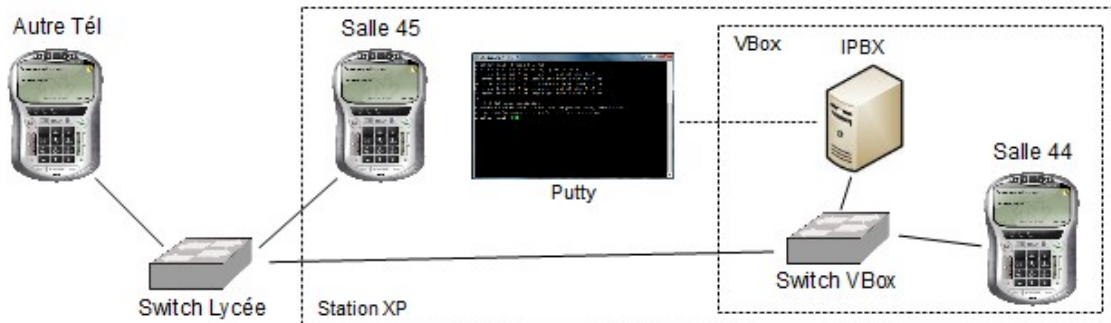 Autre Tél
Salle 45
VBox
IPBX
Salle 44
Putty
Switch Lycée
Station XP
Switch VBox